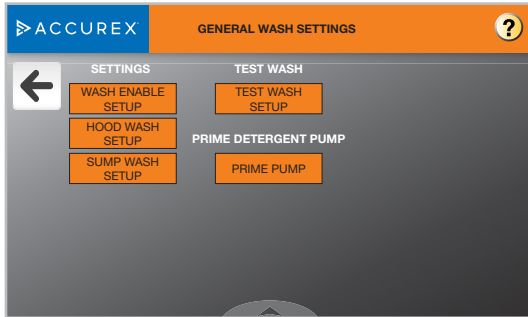 ACCUREX
GENERAL WASH SETTINGS
?
SETTINGS
WASH ENABLE
SETUP
HOOD WASH
SETUP
SUMP WASH
SETUP
TEST WASH
TEST WASH
SETUP
PRIME DETERGENT PUMP
PRIME PUMP